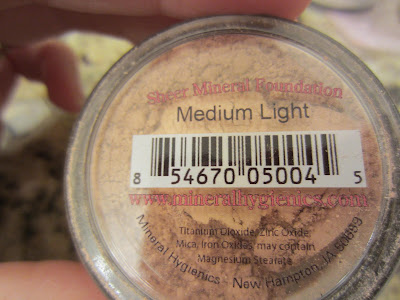 Sheer Mineral Foundation
Medium Light
8 54670 05004 5
www.mineralhygienics.com
Titanium Dioxide, Zinc Oxide,
Mica, Iron Oxides, may contain
Magnesium Stearate
Mineral Hygienics - New Hampton, IA